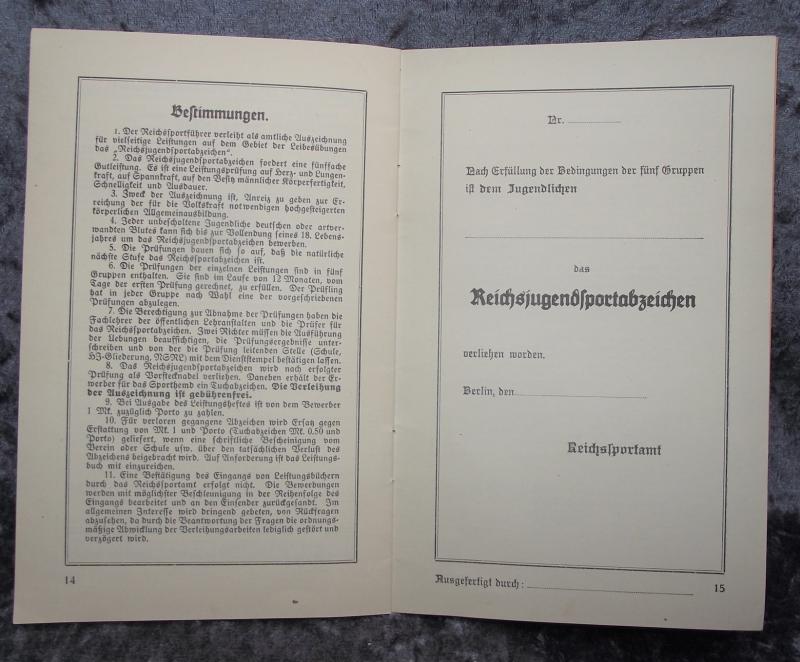 Bestimmungen.
1. Der Reichssportführer verleiht als amtliche Auszeichnung
für vielseitige Leistungen auf dem Gebiet der Leibesübungen
das „Reichsjugendsportabzeichen".
2. Das Reichsjugendsportabzeichen fordert eine fünffache
Gutleistung. Es ist eine Leistungsprüfung auf Herz- und Lungen-
kraft, auf Spannkraft, auf den Besitz männlicher Körperfertigkeit,
Schnelligkeit und Ausdauer.
3. Zweck der Auszeichnung ist, Anreiz zu geben zur Er-
reichung der für die Volkskraft notwendigen hochgesteigerten
körperlichen Allgemeinausbildung.
4. Jeder unbescholtene Jugendliche deutschen oder artver-
wandten Blutes kann sich bis zur Vollendung seines 18. Lebens-
jahres um das Reichsjugendsportabzeichen bewerben.
5. Die Prüfungen bauen sich so auf, daß die natürliche
nächste Stufe das Reichssportabzeichen ist.
6. Die Prüfungen der einzelnen Leistungen sind in fünf
Gruppen enthalten. Sie sind im Laufe von 12 Monaten, vom
Tage der ersten Prüfung gerechnet, zu erfüllen. Der Prüfling
hat in jeder Gruppe nach Wahl eine der vorgeschriebenen
Prüfungen abzulegen.
7. Die Berechtigung zur Abnahme der Prüfungen haben die
Fachlehrer der öffentlichen Lehranstalten und die Prüfer für
das Reichssportabzeichen. Zwei Richter müssen die Ausführung
der Uebungen beaufsichtigen, die Prüfungsergebnisse unter-
schreiben und von der die Prüfung leitenden Stelle (Schule,
HJ-Gliederung, NSRL) mit dem Dienststempel bestätigen lassen.
8. Das Reichsjugendsportabzeichen wird nach erfolgter
Prüfung als Vorstecknadel verliehen. Daneben erhält der Er-
werber für das Sporthemd ein Tuchabzeichen. Die Verleihung
der Auszeichnung ist gebührenfrei.
9. Bei Ausgabe des Leistungsheftes ist von dem Bewerber
1 Mk. zuzüglich Porto zu zahlen.
10. Für verloren gegangene Abzeichen wird Ersatz gegen
Erstattung von Mk. 1 und Porto (Tuchabzeichen Mk. 0.50 und
Porto) geliefert, wenn eine schriftliche Bescheinigung vom
Verein oder Schule usw. über den tatsächlichen Verlust des
Abzeichens beigebracht wird. Auf Anforderung ist das Leistungs-
buch mit einzureichen.
11. Eine Bestätigung des Eingangs von Leistungsbüchern
durch das Reichssportamt erfolgt nicht. Die Bewerbungen
werden mit möglichster Beschleunigung in der Reihenfolge des
Eingangs bearbeitet und an den Einsender zurückgesandt. Im
allgemeinen Interesse wird dringend gebeten, von Rückfragen
abzusehen, da durch die Beantwortung der Fragen die ordnungs-
mäßige Abwicklung der Verleihungsarbeiten lediglich gestört und
verzögert wird.
14
Nr.
Nach Erfüllung der Bedingungen der fünf Gruppen
ist dem Jugendlichen
das
Reichsjugendsportabzeichen
verliehen worden.
Berlin, den
Reichssportamt
Ausgefertigt durch:
15